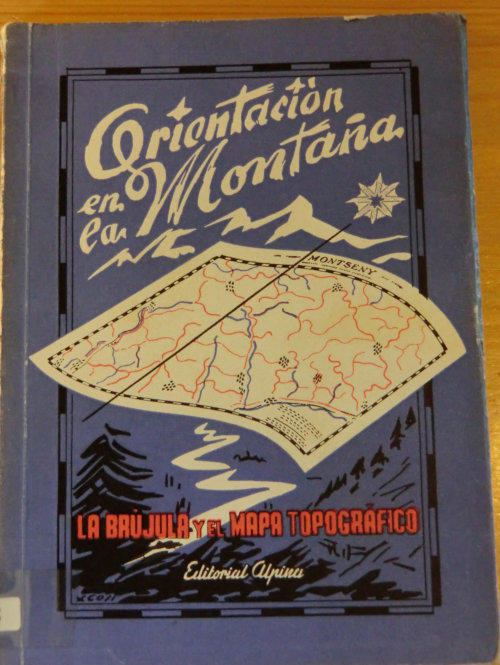 Orientación
en
la Montaña
MONTSENY
LA BRÚJULA Y EL MAPA TOPOGRÁFICO
Editorial Alpina